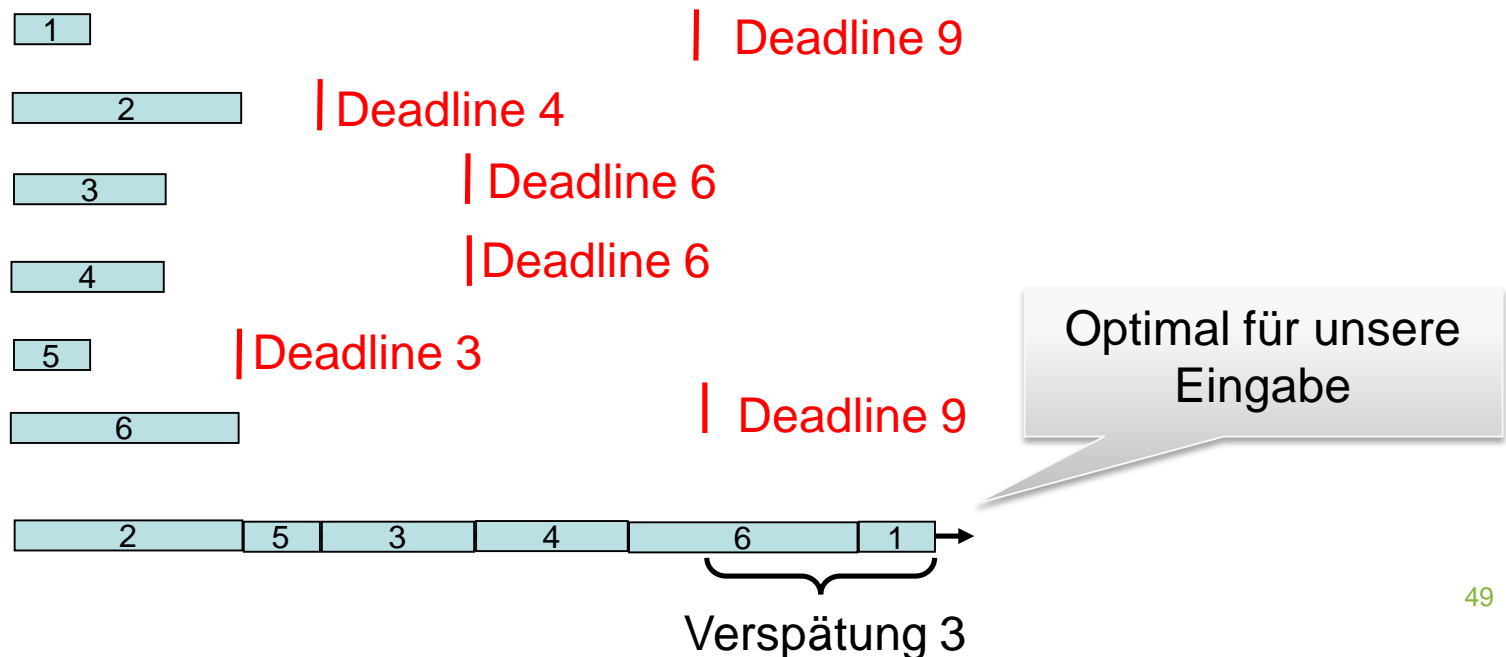 1
Deadline 9
2
Deadline 4
3
Deadline 6
4
Deadline 6
5
Deadline 3
6
Deadline 9
Optimal für unsere
Eingabe
2 5 3 4 6 1
Verspätung 3
49